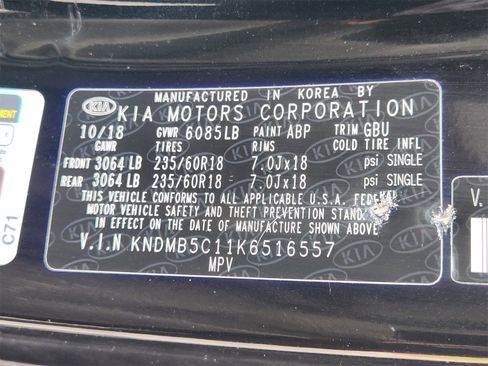 MANUFACTURED IN KOREA BY
KIA KIA MOTORS CORPORATION
10/18 GVWR 6085LB PAINT ABP TRIM GBU
GAWR TIRES RIMS COLD TIRE INFL
FRONT 3064 LB 235/60R18 7.0Jx18 psi SINGLE
REAR 3064 LB 235/60R18 7.0Jx18 psi SINGLE
THIS VEHICLE CONFORMS TO ALL APPLICABLE U.S.A. FEDERAL
MOTOR VEHICLE SAFETY AND THEFT PREVENTION STANDARDS
IN EFFECT ON THE DATE OF MANUFACTURE SHOWN ABOVE.
V.I.N KNDMB5C11K6516557
MPV
C71
V.